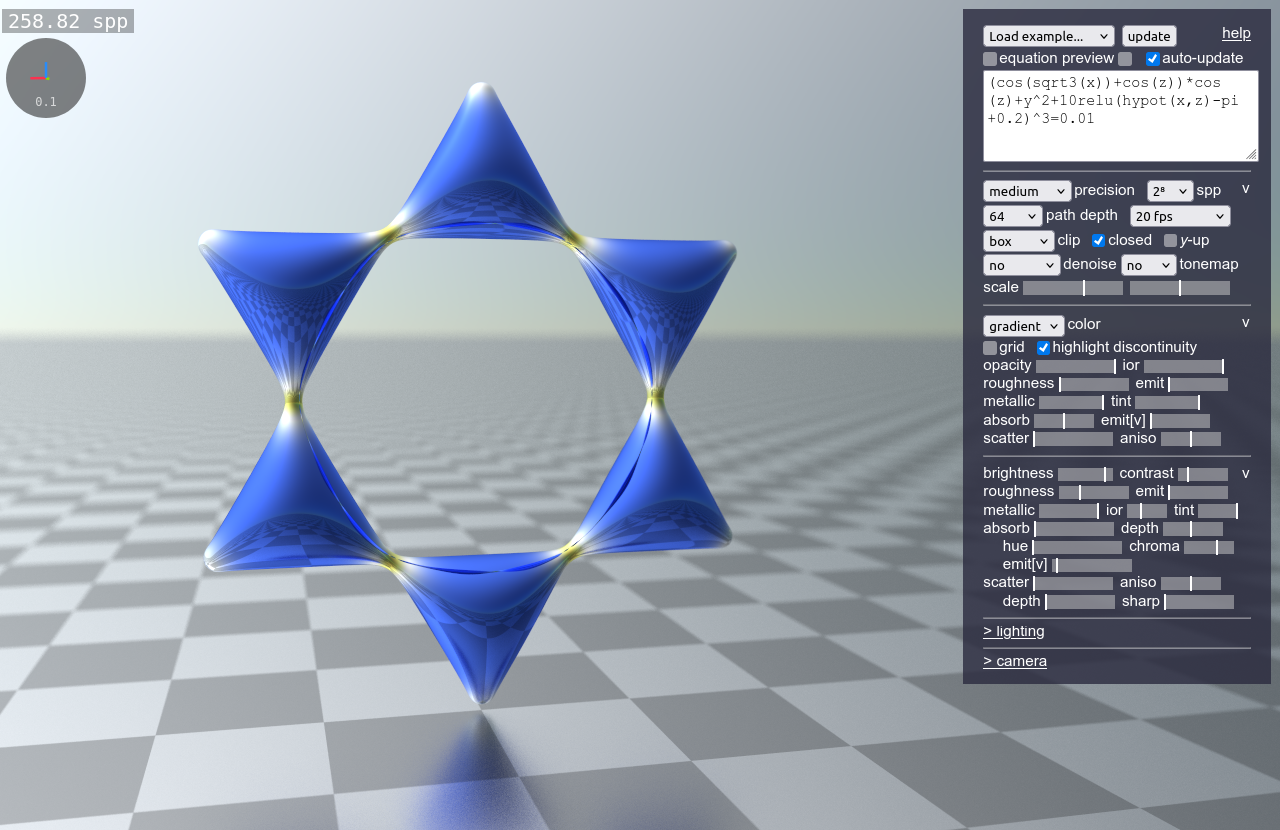 258.82 spp
0.1
Load example... update help
equation preview auto-update
(cos(sqrt3(x))+cos(z))*cos
(z)+y^2+10relu(hypot(x,z)-pi
+0.2)^3=0.01
medium precision 2⁸ spp v
64 path depth 20 fps
box clip closed y-up
no denoise no tonemap
scale
gradient color v
grid highlight discontinuity
opacity ior
roughness emit
metallic tint
absorb emit[v]
scatter aniso
brightness contrast v
roughness emit
metallic ior tint
absorb depth
hue chroma
emit[v]
scatter aniso
depth sharp
> lighting
> camera